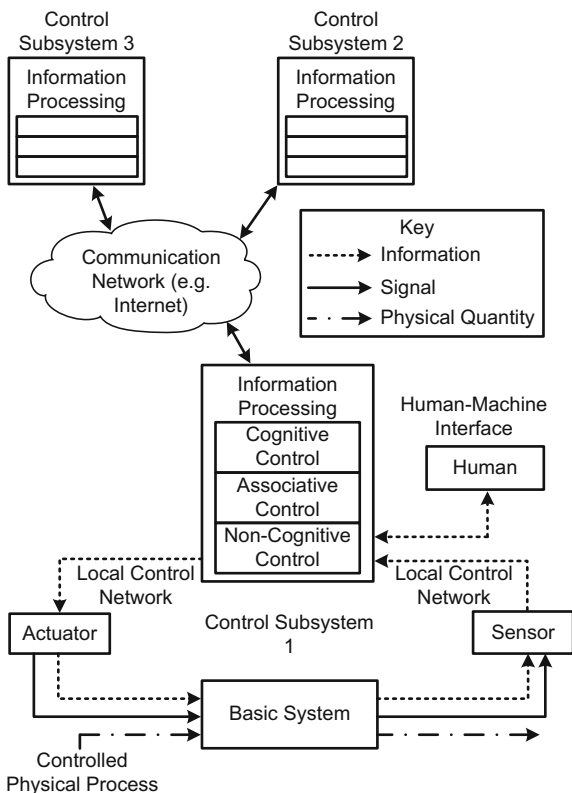 Control
Subsystem 3
Control
Subsystem 2
Information
Processing
Information
Processing
Communication
Network (e.g.
Internet)
Key
Information
Signal
Physical Quantity
Information
Processing
Cognitive
Control
Associative
Control
Non-Cognitive
Control
Human-Machine
Interface
Human
Local Control
Network
Local Control
Network
Actuator
Control Subsystem
1
Sensor
Basic System
Controlled
Physical Process